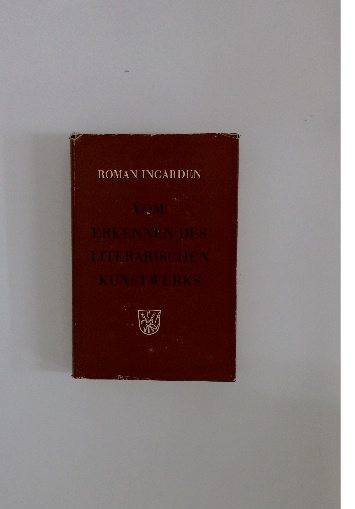 ROMAN INGARDEN
VOM
ERKENNEN DES
LITERARISCHEN
KUNSTWERKS